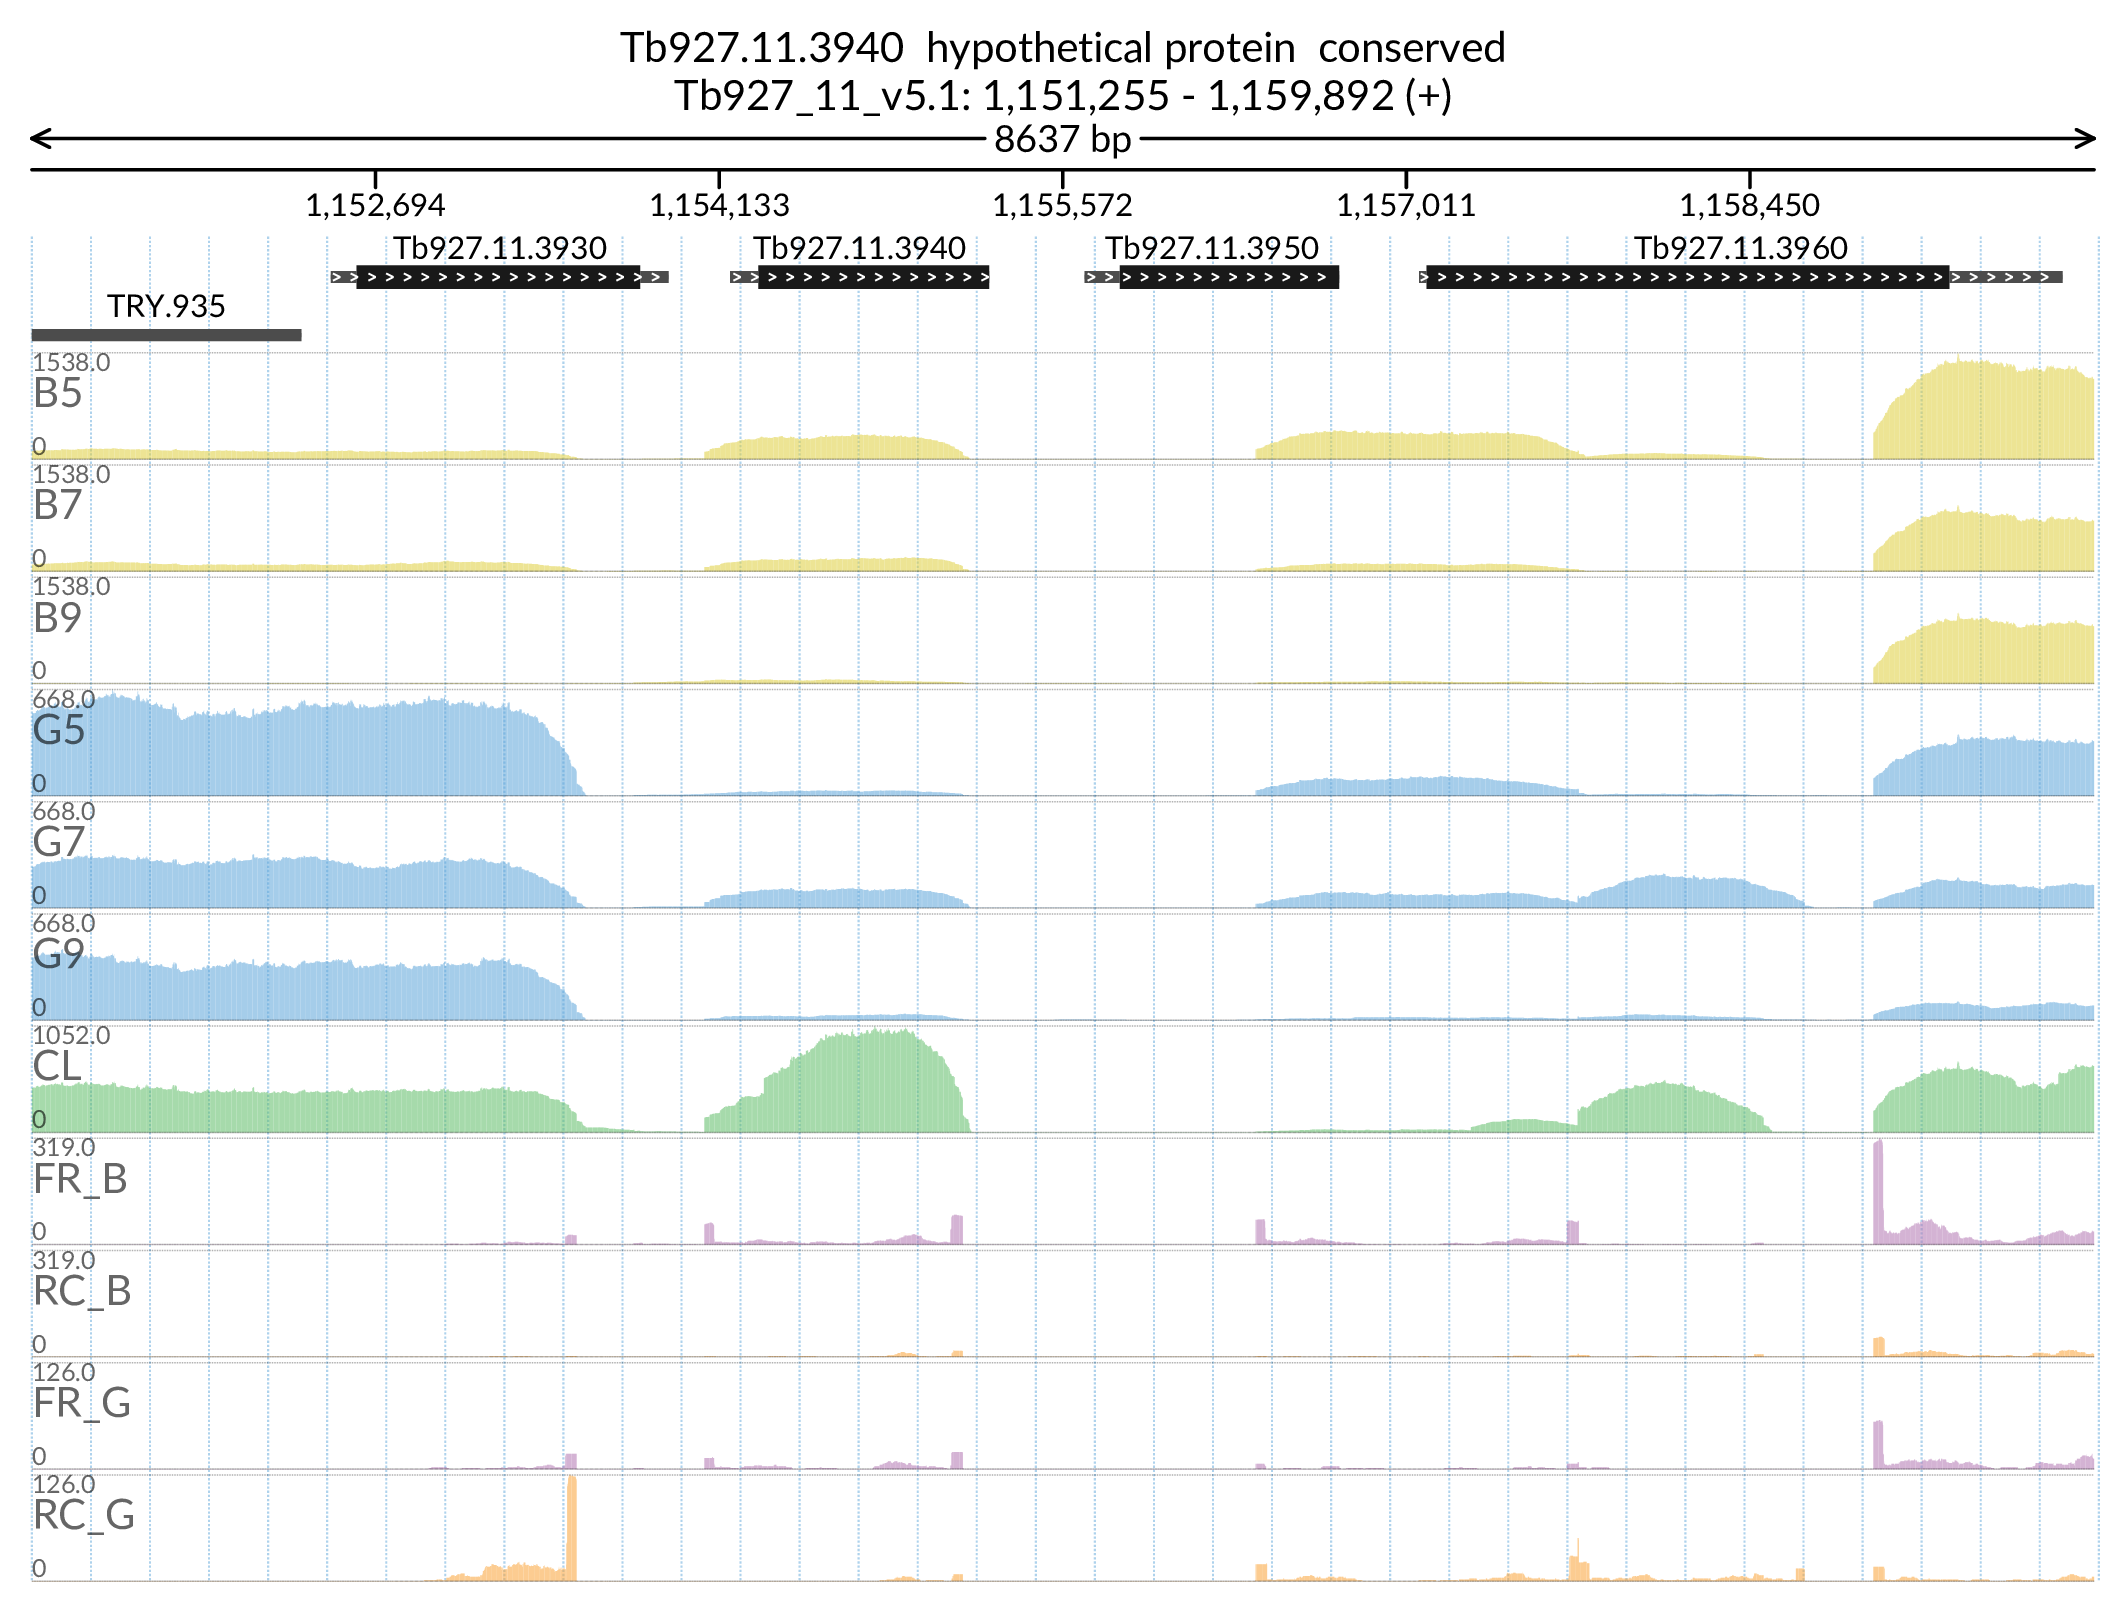 Tb927.11.3940 hypothetical protein conserved
Tb927_11_v5.1: 1,151,255 - 1,159,892 (+)
8637 bp
1,152,694 1,154,133 1,155,572 1,157,011 1,158,450
Tb927.11.3930 Tb927.11.3940 Tb927.11.3950 Tb927.11.3960
TRY.935
1538.0
B5
0
1538.0
B7
0
1538.0
B9
0
668.0
G5
0
668.0
G7
0
668.0
G9
0
1052.0
CL
0
319.0
FR_B
0
319.0
RC_B
0
126.0
FR_G
0
126.0
RC_G
0